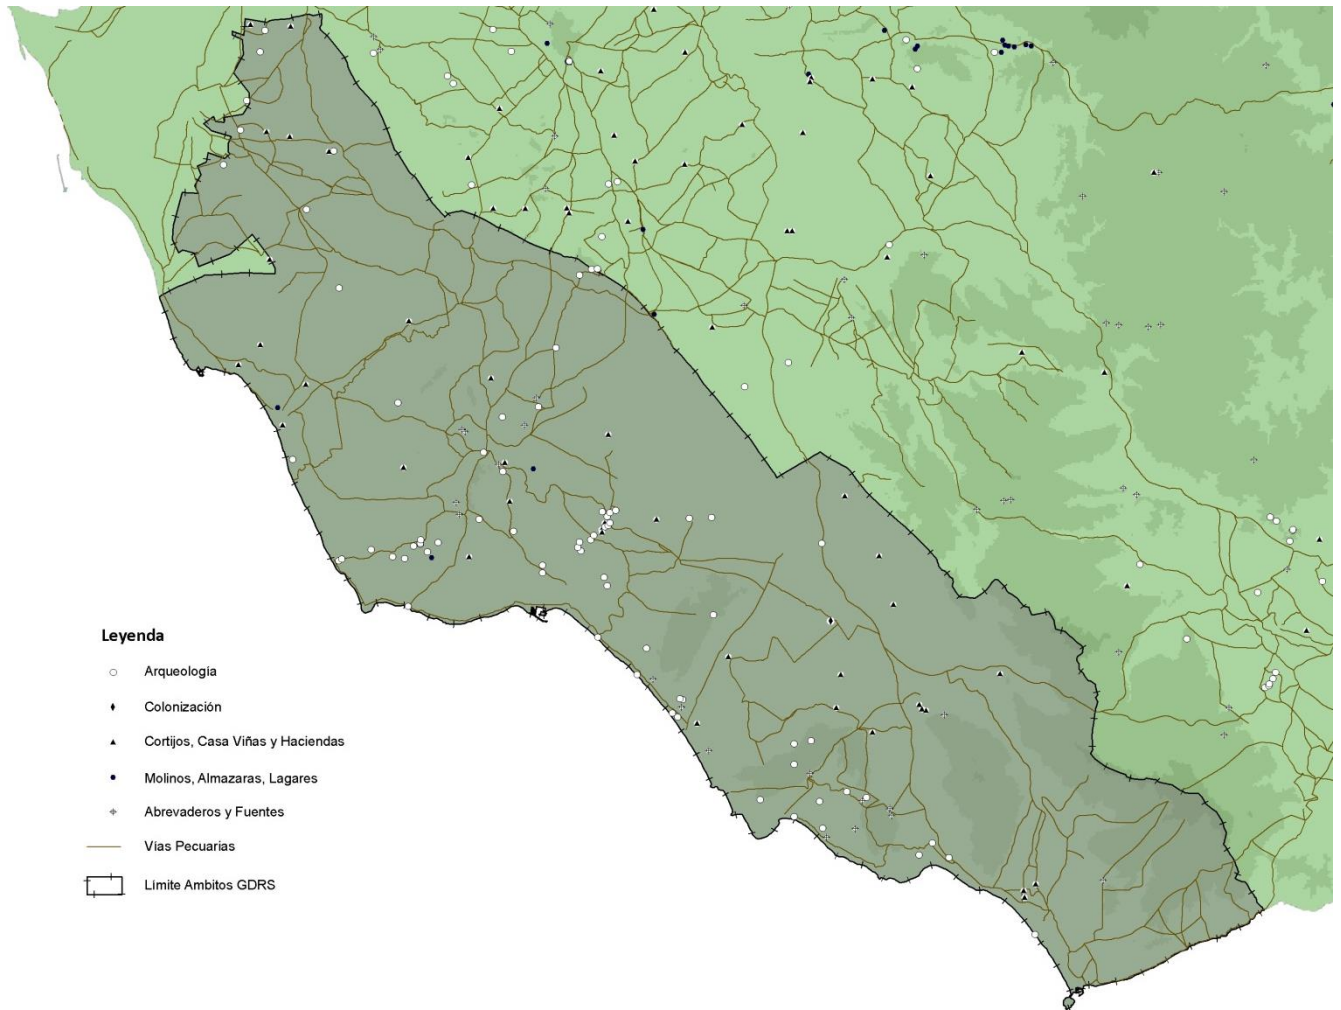 Leyenda
Arqueología
Colonización
Cortijos, Casa Viñas y Haciendas
Molinos, Almazaras, Lagares
Abrevaderos y Fuentes
Vías Pecuarias
Límite Ambitos GDRS